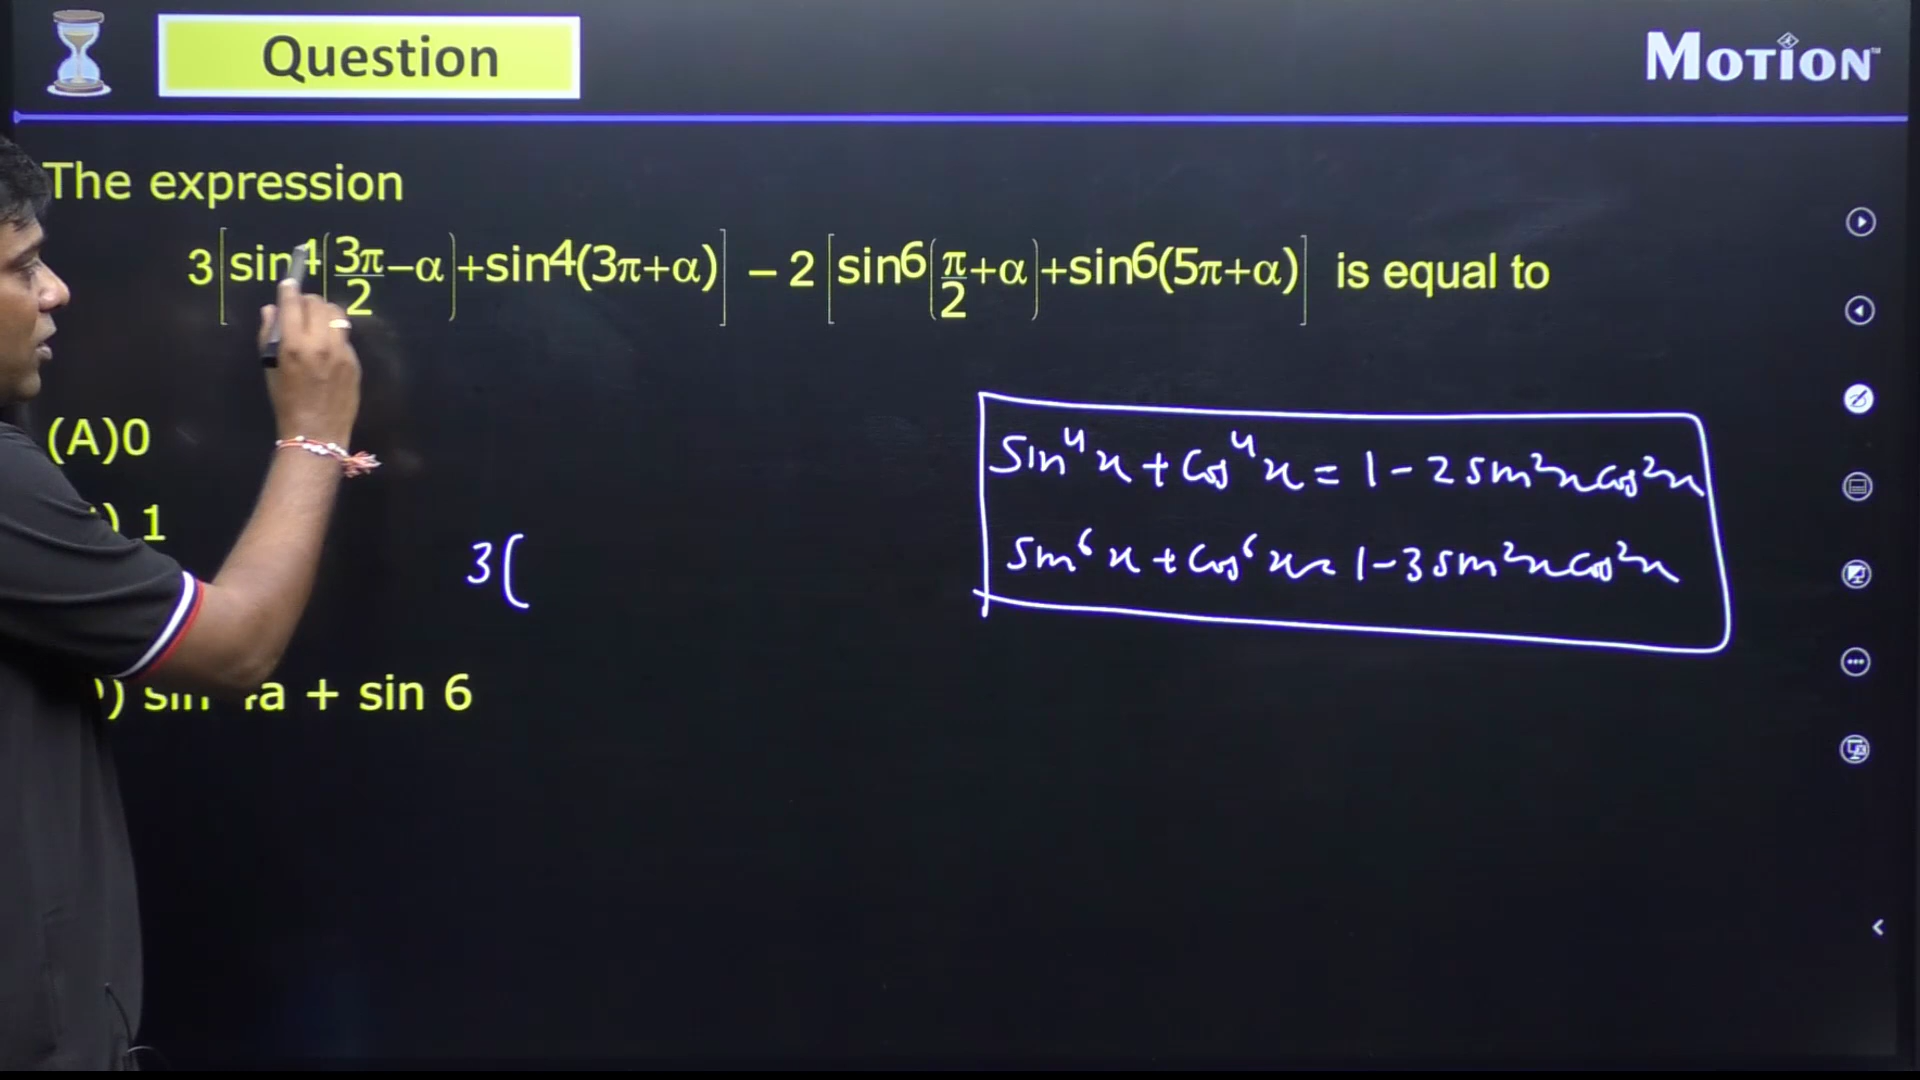 Question
MOTION
The expression
3[sin4(3π/2−α)+sin4(3π+α)] − 2[sin6(π/2+α)+sin6(5π+α)] is equal to
(A)0
) 1
3(
) sin a + sin 6
Sin⁴x + Cos⁴x = 1 − 2 sin²x cos²x
Sin⁶x + Cos⁶x = 1 − 3 sin²x cos²x